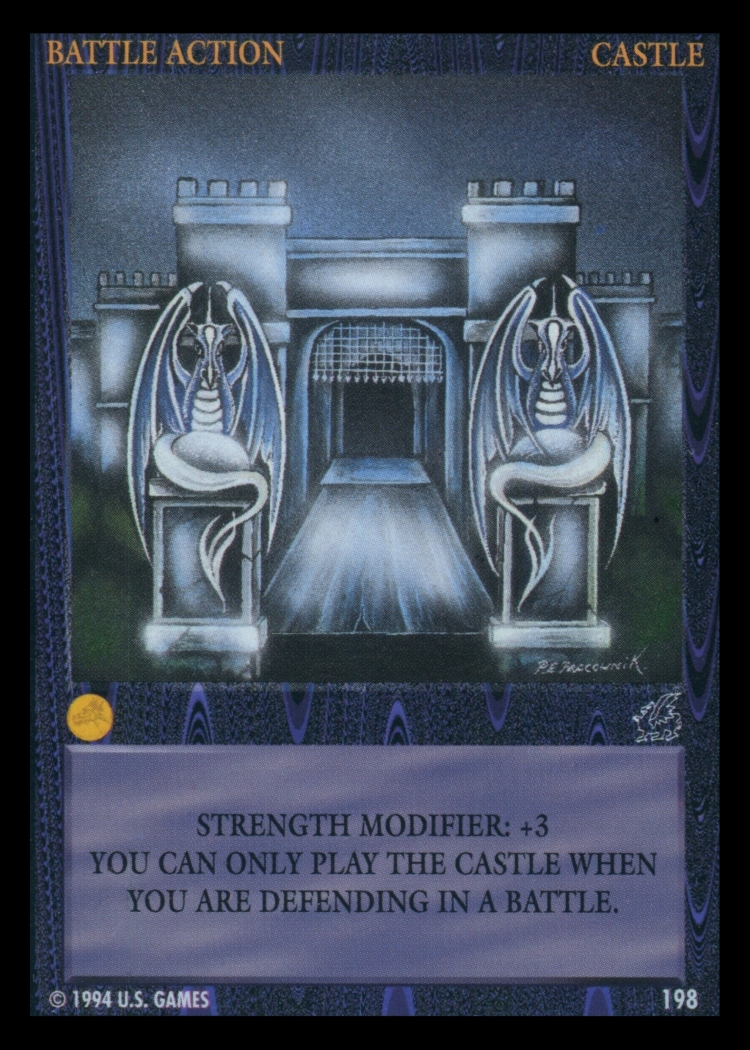 BATTLE ACTION
CASTLE
P.E. PRACOWNIK.
STRENGTH MODIFIER: +3
YOU CAN ONLY PLAY THE CASTLE WHEN
YOU ARE DEFENDING IN A BATTLE.
© 1994 U.S. GAMES
198